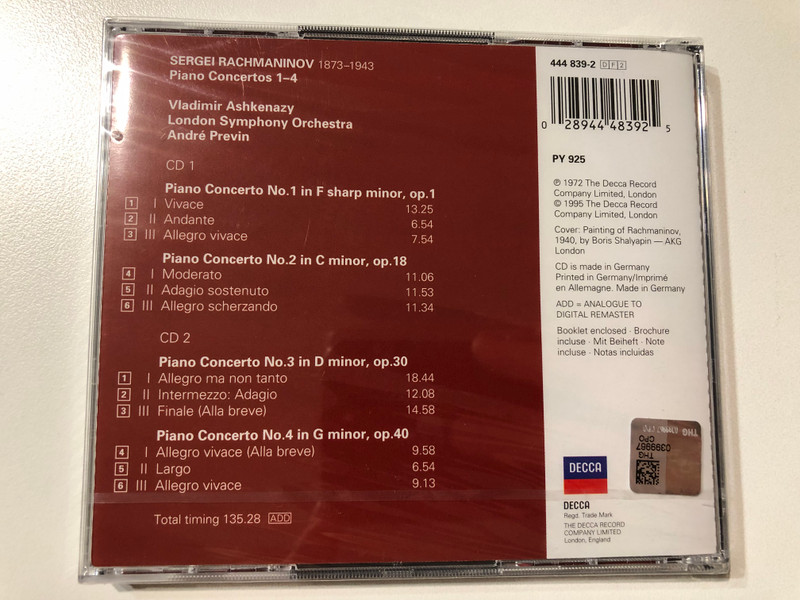 SERGEI RACHMANINOV 1873–1943
Piano Concertos 1–4
Vladimir Ashkenazy
London Symphony Orchestra
André Previn
CD 1
Piano Concerto No.1 in F sharp minor, op.1
1 I Vivace 13.25
2 II Andante 6.54
3 III Allegro vivace 7.54
Piano Concerto No.2 in C minor, op.18
4 I Moderato 11.06
5 II Adagio sostenuto 11.53
6 III Allegro scherzando 11.34
CD 2
Piano Concerto No.3 in D minor, op.30
1 I Allegro ma non tanto 18.44
2 II Intermezzo: Adagio 12.08
3 III Finale (Alla breve) 14.58
Piano Concerto No.4 in G minor, op.40
4 I Allegro vivace (Alla breve) 9.58
5 II Largo 6.54
6 III Allegro vivace 9.13
Total timing 135.28 ADD
444 839-2 DF2
0 28944 48392 5
PY 925
℗ 1972 The Decca Record
Company Limited, London
© 1995 The Decca Record
Company Limited, London
Cover: Painting of Rachmaninov,
1940, by Boris Shalyapin — AKG
London
CD is made in Germany
Printed in Germany/Imprimé
en Allemagne. Made in Germany
ADD = ANALOGUE TO
DIGITAL REMASTER
Booklet enclosed · Brochure
incluse · Mit Beiheft · Note
incluse · Notas incluidas
THG
0399987 CPO
THG
CPO
0399987
DECCA
DECCA
Regd. Trade Mark
THE DECCA RECORD
COMPANY LIMITED
London, England